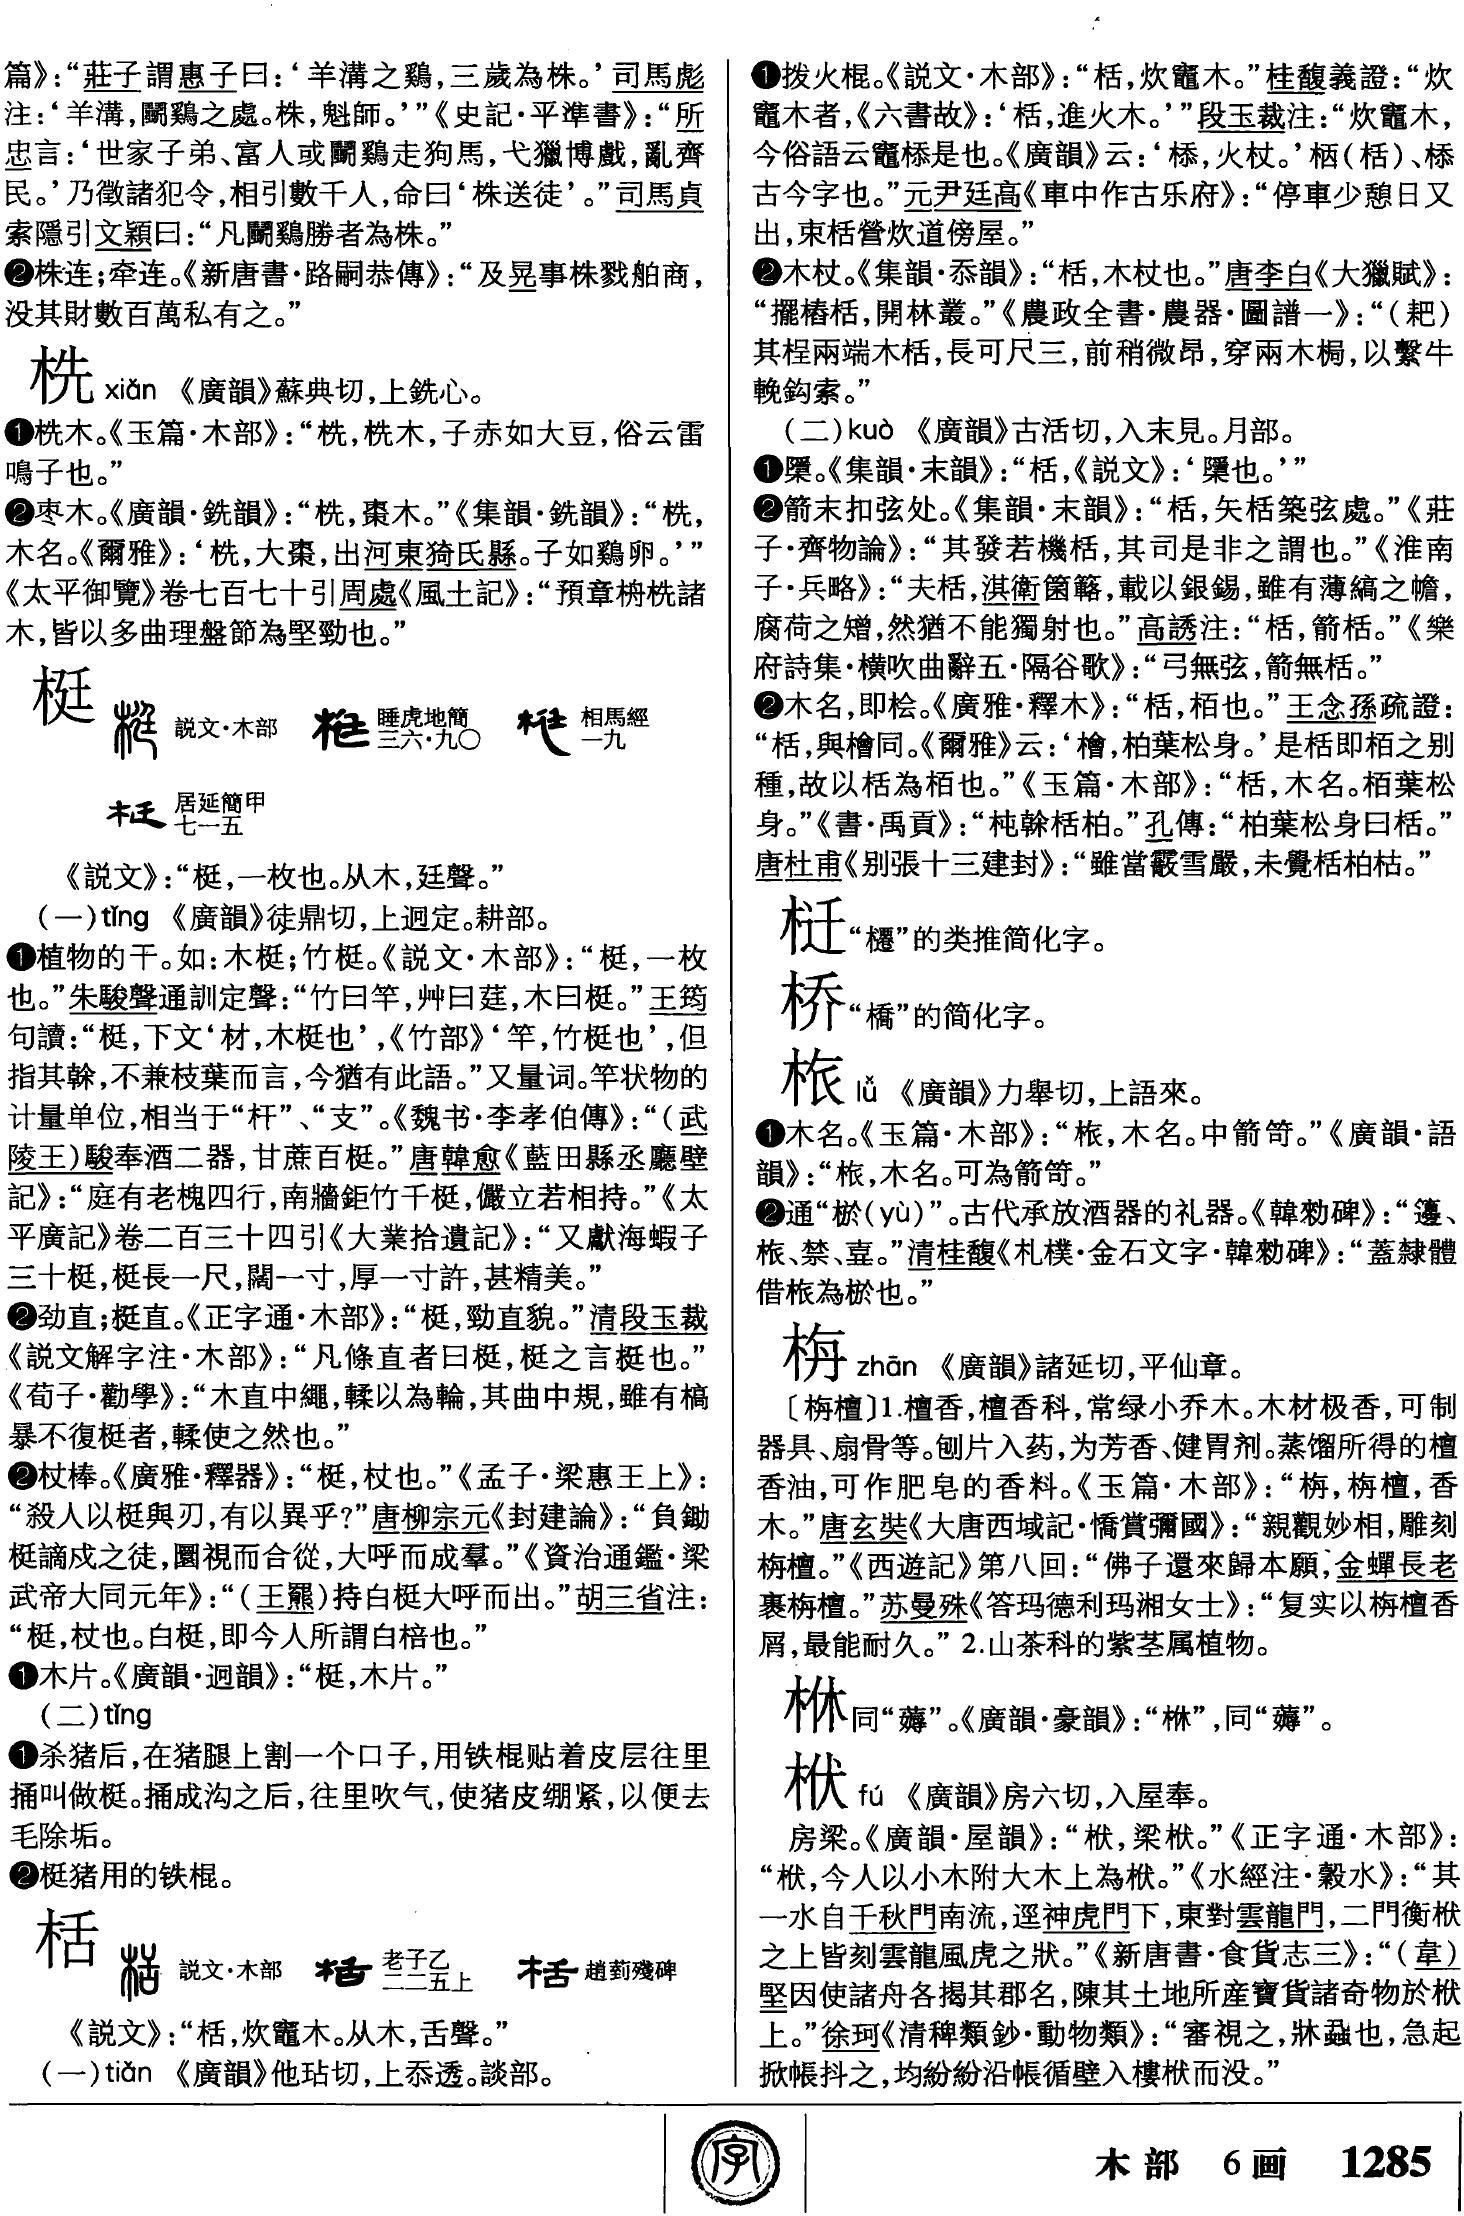 篇》：“莊子謂惠子曰：‘羊溝之鷄，三歲為株。’司馬彪
注：‘羊溝，鬭鷄之處。株，魁師。’”《史記·平準書》：“所
忠言：‘世家子弟、富人或鬭鷄走狗馬，弋獵博戲，亂齊
民。’乃徵諸犯令，相引數千人，命曰‘株送徒’。”司馬貞
索隱引文穎曰：“凡鬭鷄勝者為株。”
❷株连；牵连。《新唐書·路嗣恭傳》：“及晃事株戮舶商，
没其財數百萬私有之。”
桄 xiǎn 《廣韻》蘇典切，上銑心。
❶栣木。《玉篇·木部》：“栣，栣木，子赤如大豆，俗云雷
鳴子也。”
❷枣木。《廣韻·銑韻》：“，棗木。”《集韻·銑韻》：“，
木名。《爾雅》：‘，大棗，出河東猗氏縣。子如鷄卵。’”
《太平御覽》卷七百七十引周處《風土記》：“預章栴諸
木，皆以多曲理盤節為堅勁也。”
梃
説文·木部 睡虎地簡三六·九〇 相馬經一九
居延簡甲七一五
《説文》：“梃，一枚也。从木，廷聲。”
（一）tǐng 《廣韻》徒鼎切，上迥定。耕部。
❶植物的干。如：木梃；竹梃。《説文·木部》：“梃，一枚
也。”朱駿聲通訓定聲：“竹曰竿，艸曰莛，木曰梃。”王筠
句讀：“梃，下文‘材，木梃也’，《竹部》‘竿，竹梃也’，但
指其榦，不兼枝葉而言，今猶有此語。”又量词。竿状物的
计量单位，相当于“杆”、“支”。《魏书·李孝伯傳》：“（武
陵王）駿奉酒二器，甘蔗百梃。”唐韓愈《藍田縣丞廳壁
記》：“庭有老槐四行，南牆鉅竹千梃，儼立若相持。”《太
平廣記》卷二百三十四引《大業拾遺記》：“又獻海蝦子
三十梃，梃長一尺，闊一寸，厚一寸許，甚精美。”
❷劲直；挺直。《正字通·木部》：“梃，勁直貌。”清段玉裁
《説文解字注·木部》：“凡條直者曰梃，梃之言挺也。”
《荀子·勸學》：“木直中繩，輮以為輪，其曲中規，雖有槁
暴不復梃者，輮使之然也。”
❷杖棒。《廣雅·釋器》：“梃，杖也。”《孟子·梁惠王上》：
“殺人以梃與刃，有以異乎？”唐柳宗元《封建論》：“負鋤
梃謫戍之徒，圜視而合從，大呼而成羣。”《資治通鑑·梁
武帝大同元年》：“（王羆）持白梃大呼而出。”胡三省注：
“梃，杖也。白梃，即今人所謂白棓也。”
❶木片。《廣韻·迥韻》：“梃，木片。”
（二）tǐng
❶杀猪后，在猪腿上割一个口子，用铁棍贴着皮层往里
捅叫做梃。捅成沟之后，往里吹气，使猪皮绷紧，以便去
毛除垢。
❷梃猪用的铁棍。
栝
説文·木部 老子乙二二五上 趙菿殘碑
《説文》：“栝，炊竈木。从木，舌聲。”
（一）tiǎn 《廣韻》他玷切，上忝透。談部。
❶拨火棍。《説文·木部》：“栝，炊竈木。”桂馥義證：“炊
竈木者，《六書故》：‘栝，進火木。’”段玉裁注：“炊竈木，
今俗語云竈㮇是也。《廣韻》云：‘㮇，火杖。’栖（栝）、㮇
古今字也。”元尹廷高《車中作古乐府》：“停車少憩日又
出，束栝營炊道傍屋。”
❷木杖。《集韻·忝韻》：“栝，木杖也。”唐李白《大獵賦》：
“擺樁栝，開林叢。”《農政全書·農器·圖譜一》：“（耙）
其桯兩端木栝，長可尺三，前稍微昂，穿兩木梮，以繫牛
輓鈎索。”
（二）kuò 《廣韻》古活切，入末見。月部。
❶檃。《集韻·末韻》：“栝，《説文》：‘檃也。’”
❷箭末扣弦处。《集韻·末韻》：“栝，矢栝築弦處。”《莊
子·齊物論》：“其發若機栝，其司是非之謂也。”《淮南
子·兵略》：“夫栝，淇衛箘簵，載以銀錫，雖有薄縞之幨，
腐荷之矰，然猶不能獨射也。”高誘注：“栝，箭栝。”《樂
府詩集·横吹曲辭五·隔谷歌》：“弓無弦，箭無栝。”
❷木名，即桧。《廣雅·釋木》：“栝，栢也。”王念孫疏證：
“栝，與檜同。《爾雅》云：‘檜，柏葉松身。’是栝即栢之别
種，故以栝為栢也。”《玉篇·木部》：“栝，木名。栢葉松
身。”《書·禹貢》：“杶榦栝柏。”孔傳：“柏葉松身曰栝。”
唐杜甫《别張十三建封》：“雖當霰雪嚴，未覺栝柏枯。”
“櫏”的类推简化字。
桥“橋”的简化字。
栨 lǚ 《廣韻》力舉切，上語來。
❶木名。《玉篇·木部》：“，木名。中箭笴。”《廣韻·語
韻》：“，木名。可為箭笴。”
❷通“棜（yù）”。古代承放酒器的礼器。《韓勑碑》：“籩、
、禁、壴。”清桂馥《札樸·金石文字·韓勑碑》：“蓋隸體
借為棜也。”
栴 zhān 《廣韻》諸延切，平仙章。
〔栴檀〕1.檀香，檀香科，常绿小乔木。木材极香，可制
器具、扇骨等。刨片入药，为芳香、健胃剂。蒸馏所得的檀
香油，可作肥皂的香料。《玉篇·木部》：“栴，栴檀，香
木。”唐玄奘《大唐西域記·憍賞彌國》：“親觀妙相，雕刻
栴檀。”《西遊記》第八回：“佛子還來歸本願，金蟬長老
裹栴檀。”苏曼殊《答玛德利玛湘女士》：“复实以栴檀香
屑，最能耐久。” 2.山茶科的紫茎属植物。
㭒同“薅”。《廣韻·豪韻》：“”，同“薅”。
栿 fú 《廣韻》房六切，入屋奉。
房梁。《廣韻·屋韻》：“栿，梁栿。”《正字通·木部》：
“栿，今人以小木附大木上為栿。”《水經注·穀水》：“其
一水自千秋門南流，逕神虎門下，東對雲龍門，二門衡栿
之上皆刻雲龍風虎之狀。”《新唐書·食貨志三》：“（韋）
堅因使諸舟各揭其郡名，陳其土地所産寶貨諸奇物於栿
上。”徐珂《清稗類鈔·動物類》：“審視之，牀蝨也，急起
掀帳抖之，均紛紛沿帳循壁入樓栿而没。”
字
木部 6画 1285